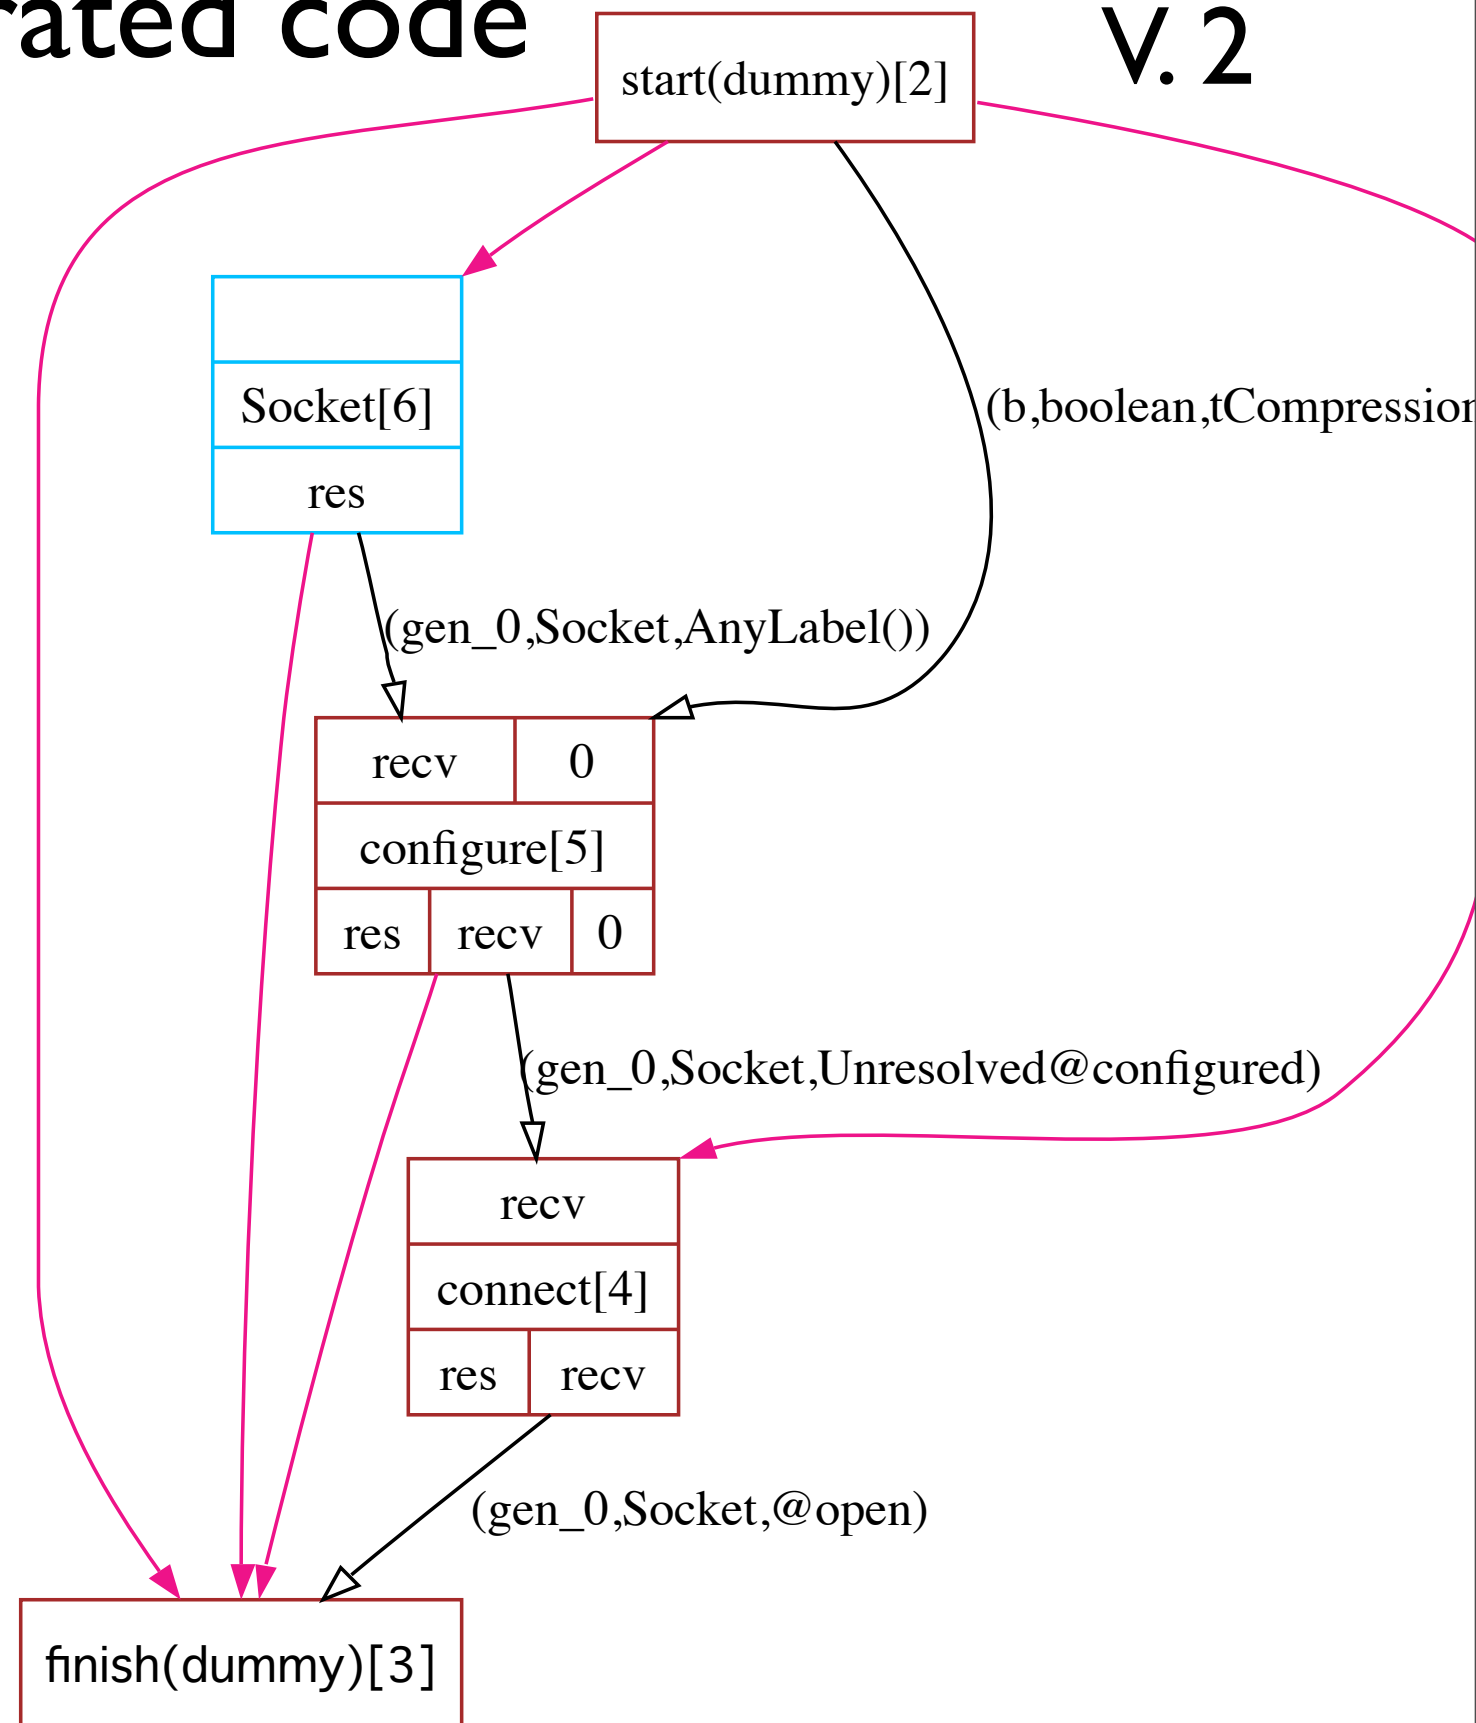 rated code
V. 2
start(dummy)[2]
Socket[6]
(b,boolean,tCompression
res
(gen_0,Socket,AnyLabel())
recv 0
configure[5]
res recv 0
(gen_0,Socket,Unresolved@configured)
recv
connect[4]
res recv
(gen_0,Socket,@open)
finish(dummy)[3]